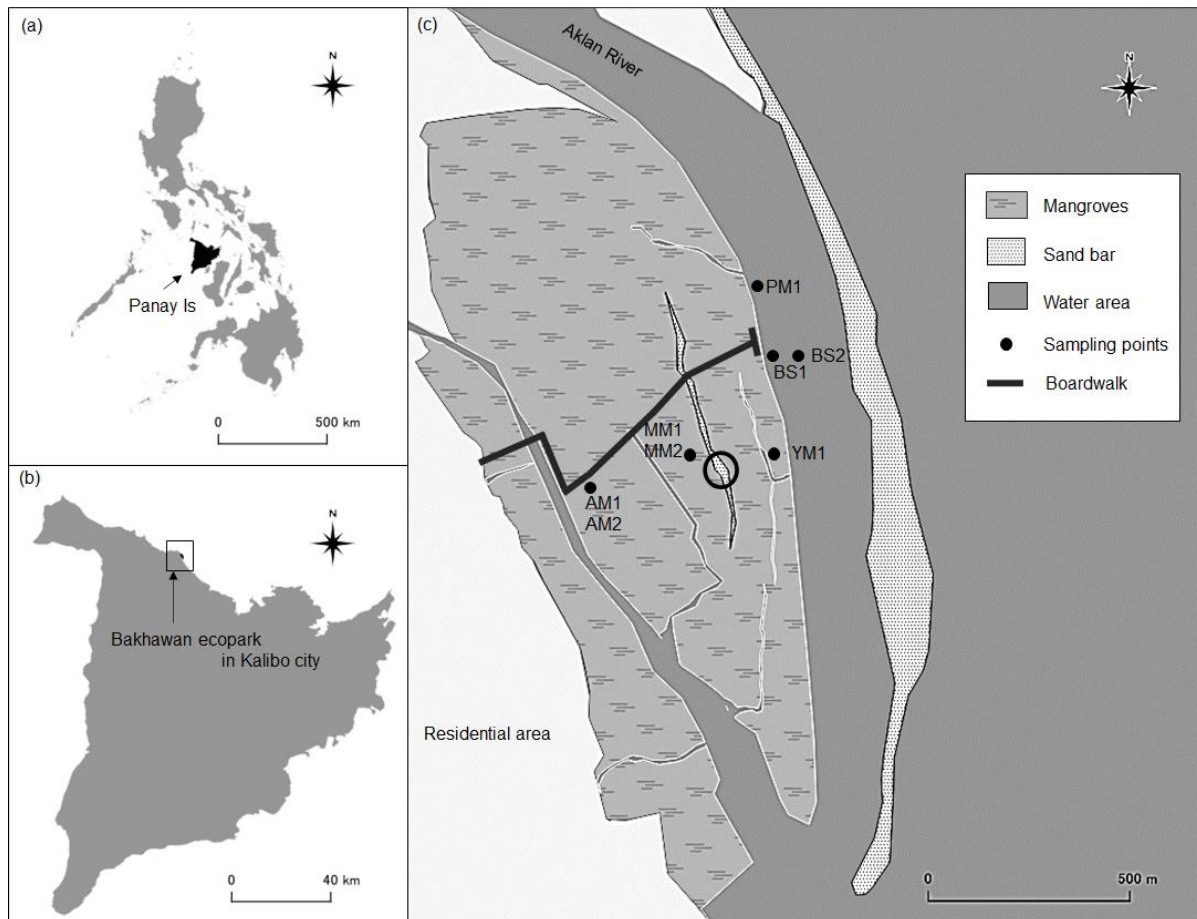 (a)
N
Panay Is
0
500 km
(b)
N
Bakhawan ecopark
in Kalibo city
0
40 km
(c)
Aklan River
N
Mangroves
Sand bar
Water area
Sampling points
Boardwalk
PM1
BS2
BS1
MM1
MM2
YM1
AM1
AM2
Residential area
0
500 m